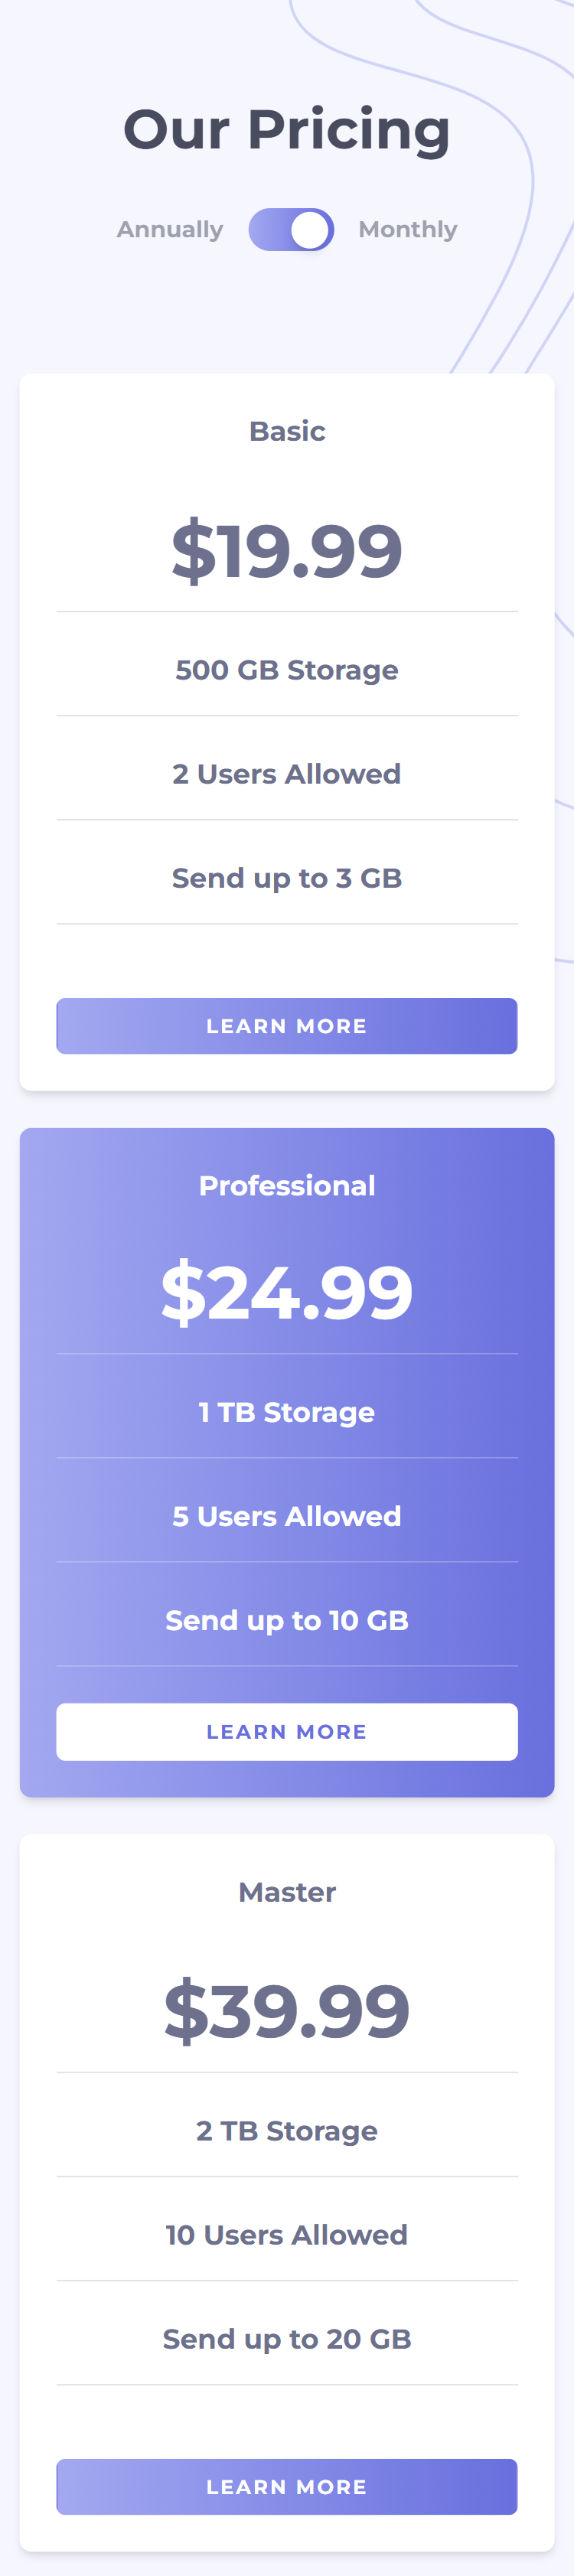 Our Pricing
Annually
Monthly
Basic
$19.99
500 GB Storage
2 Users Allowed
Send up to 3 GB
LEARN MORE
Professional
$24.99
1 TB Storage
5 Users Allowed
Send up to 10 GB
LEARN MORE
Master
$39.99
2 TB Storage
10 Users Allowed
Send up to 20 GB
LEARN MORE